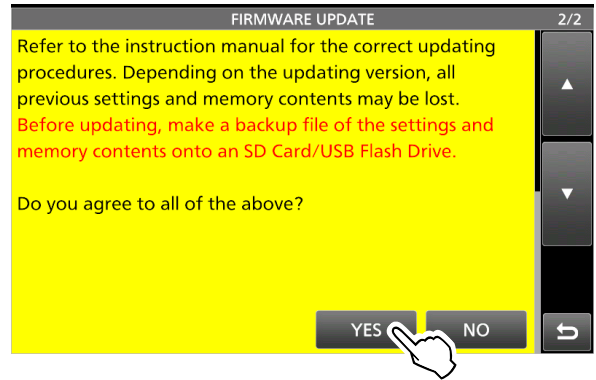 FIRMWARE UPDATE 2/2
Refer to the instruction manual for the correct updating
procedures. Depending on the updating version, all
previous settings and memory contents may be lost.
Before updating, make a backup file of the settings and
memory contents onto an SD Card/USB Flash Drive.
Do you agree to all of the above?
YES NO